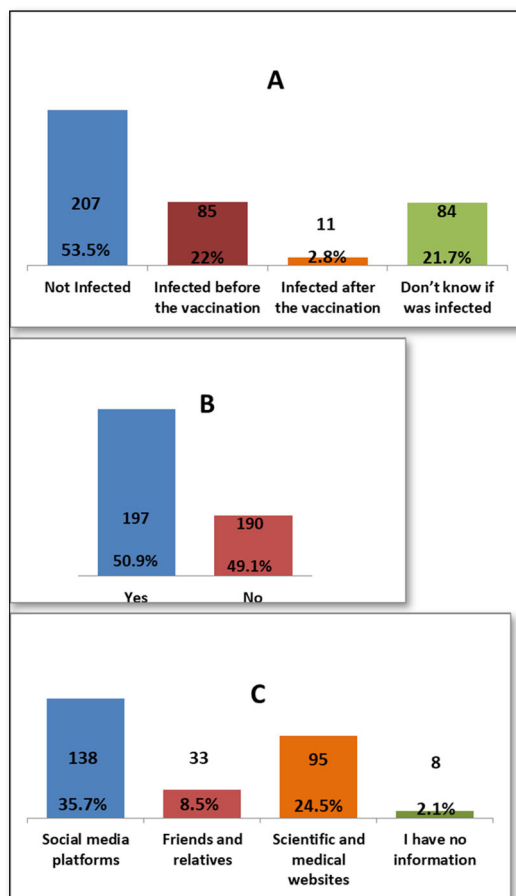 A
207
85
11
84
53.5%
22%
2.8%
21.7%
Not Infected
Infected before
the vaccination
Infected after
the vaccination
Don't know if
was infected
B
197
190
50.9%
49.1%
Yes
No
C
138
33
95
8
35.7%
8.5%
24.5%
2.1%
Social media
platforms
Friends and
relatives
Scientific and
medical
websites
I have no
information